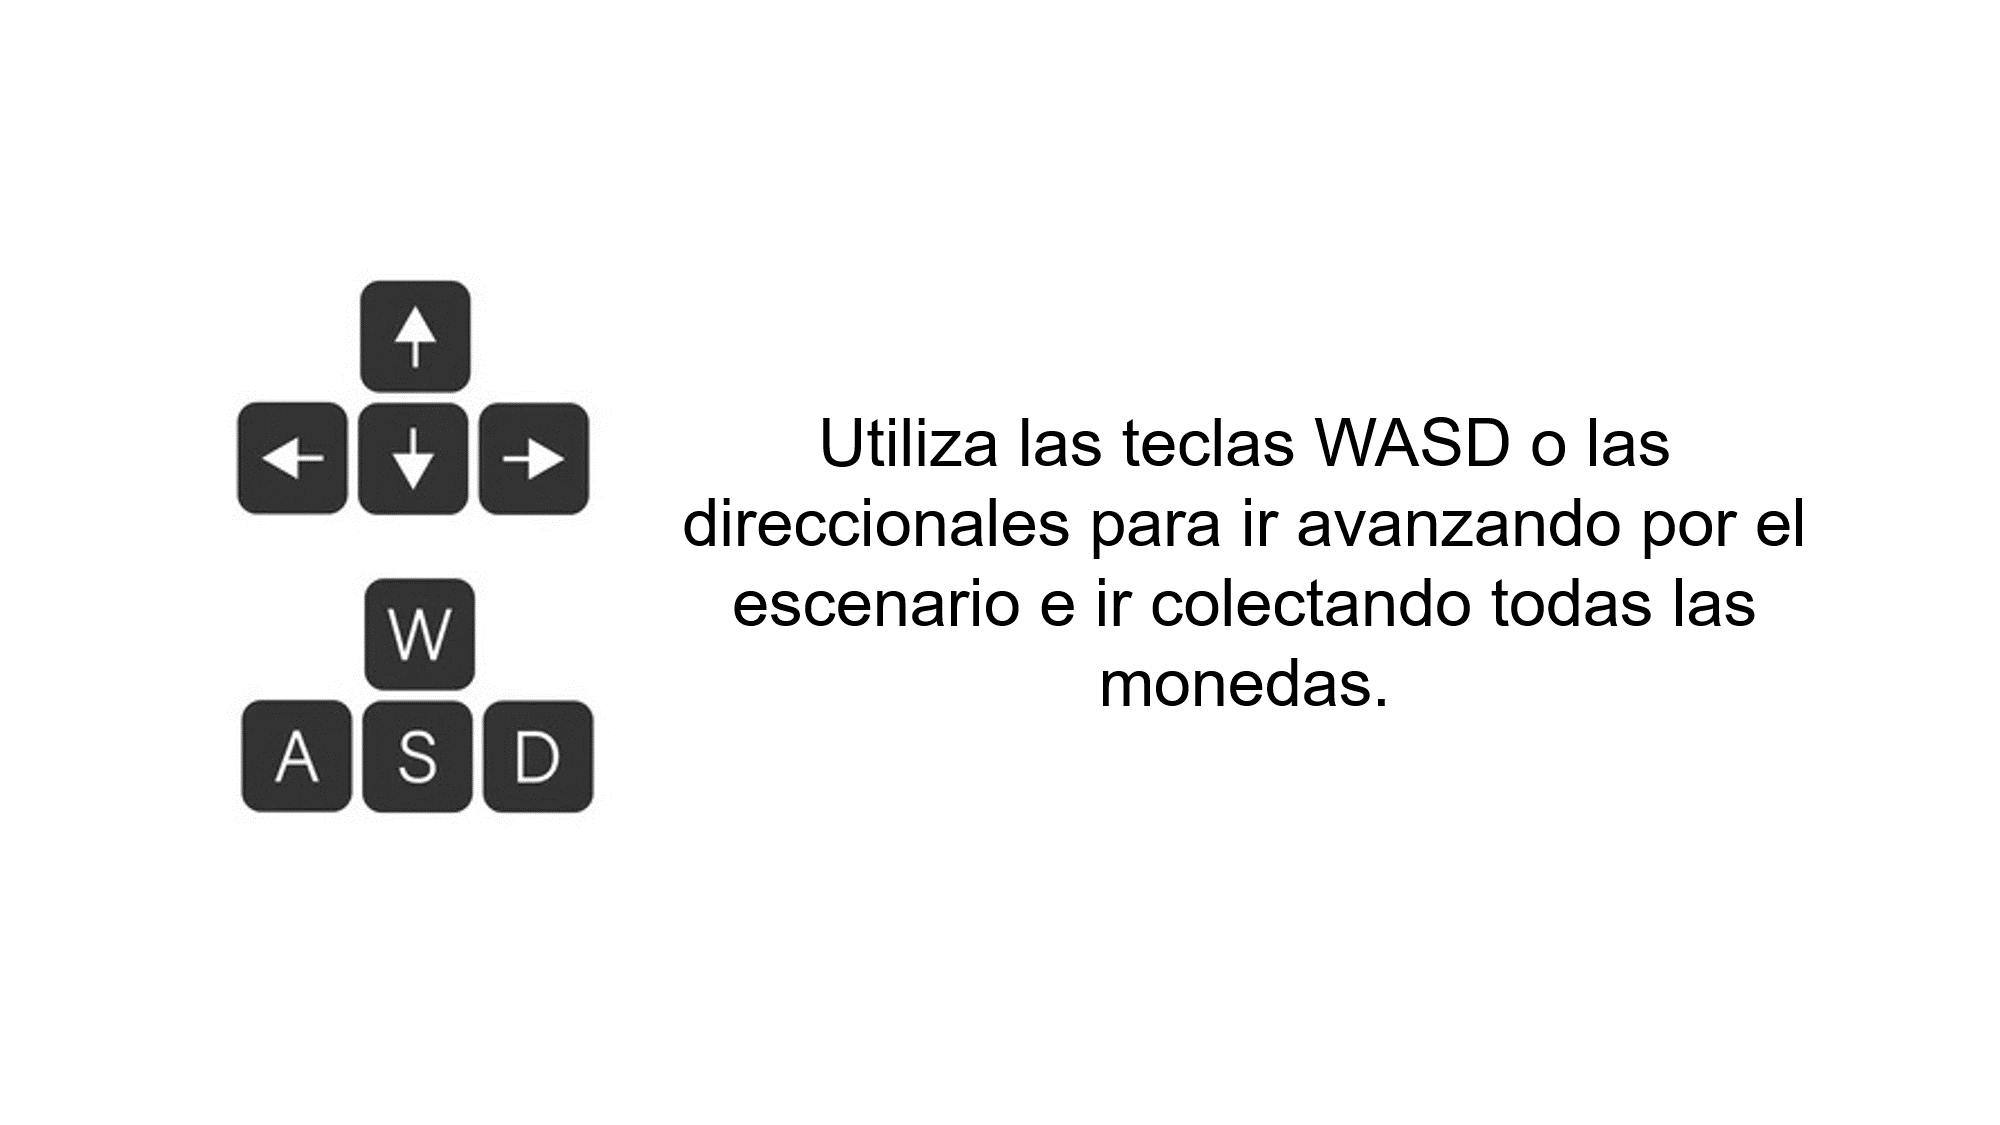 W
A S D
Utiliza las teclas WASD o las
direccionales para ir avanzando por el
escenario e ir colectando todas las
monedas.